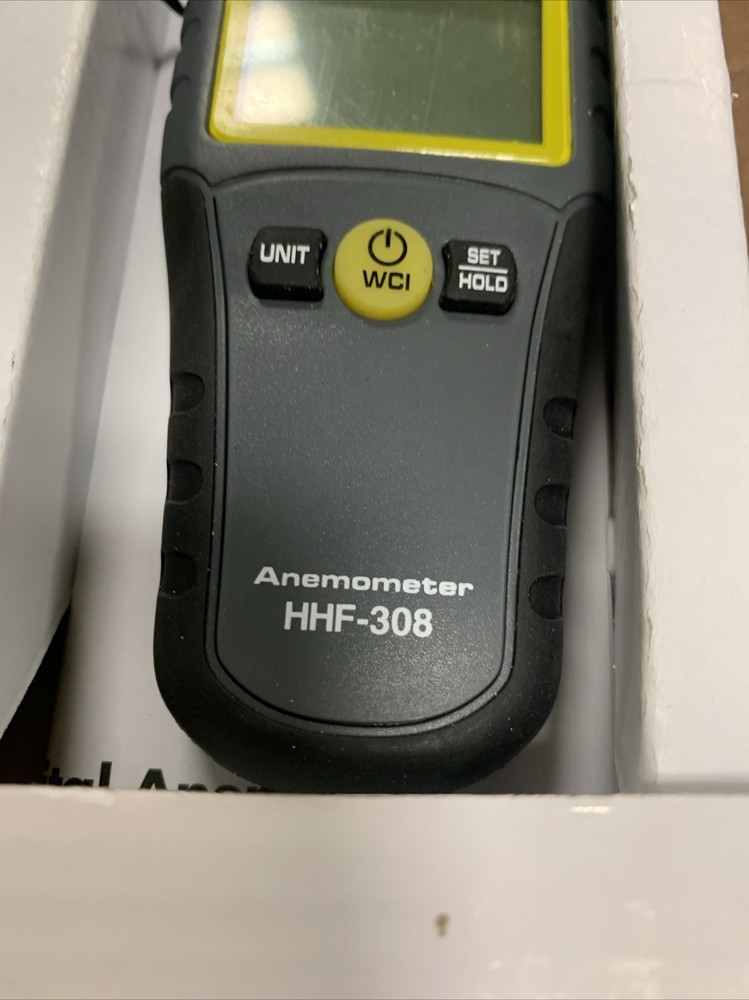 UNIT
WCI
SET
HOLD
Anemometer
HHF-308